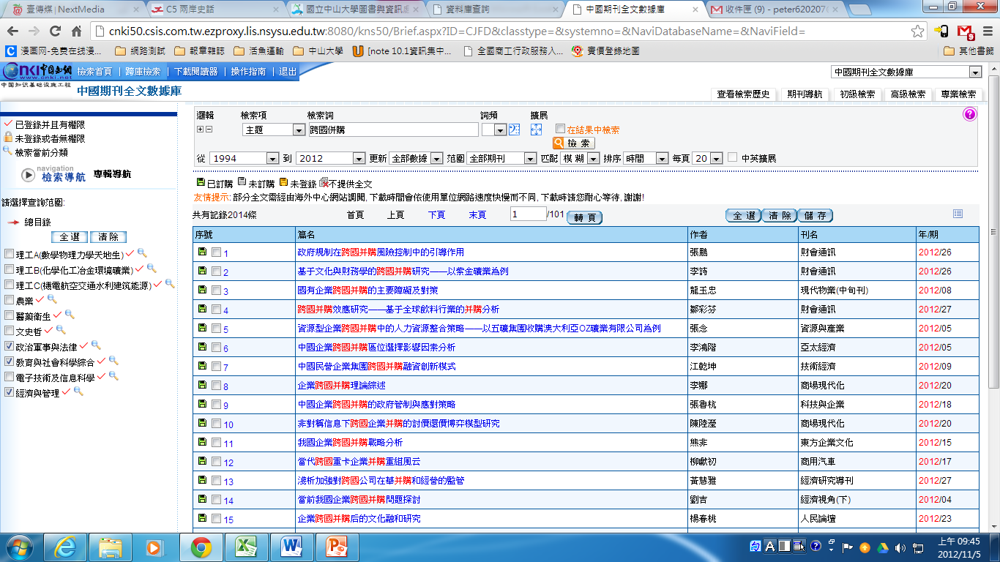 壹傳媒 | NextMedia
C5 兩岸史話
國立中山大學圖書與資訊處
資料庫查詢
中國期刊全文數據庫
收件匣 (9) - peter620207(
cnki50.csis.com.tw.ezproxy.lis.nsysu.edu.tw:8080/kns50/Brief.aspx?ID=CJFD&classtype=&systemno=&NaviDatabaseName=&NaviField=
漫画网-免费在线漫... 網路測試 報章雜誌 活魚運輸 中山大學 [note 10.1資訊集中... 全國商工行政服務入... 實價登錄地圖 其他書籤
cnki 中国知网 www.cnki.net 檢索首頁 | 跨庫檢索 | 下載閱讀器 | 操作指南 | 退出 中國期刊全文數據庫
中国知识基础设施工程 中國期刊全文數據庫 查看檢索歷史 期刊導航 初級檢索 高級檢索 專業檢索
已登錄并且有權限
未登錄或者無權限
檢索當前分類
navigation
檢索導航 專輯導航
請選擇查詢范圍:
總目錄
全 選 清 除
理工A(數學物理力學天地生)
理工B(化學化工冶金環境礦業)
理工C(機電航空交通水利建筑能源)
農業
醫藥衛生
文史哲
政治軍事與法律
教育與社會科學綜合
電子技術及信息科學
經濟與管理
邏輯 檢索項 檢索詞 詞頻 擴展
主題 跨國併購 在結果中檢索
檢 索
從 1994 到 2012 更新 全部數據 范圍 全部期刊 匹配 模 糊 排序 時間 每頁 20 中英擴展
已訂購 未訂購 未登錄 不提供全文
友情提示: 部分全文需經由海外中心網站調閱, 下載時間會依使用單位網路速度快慢而不同, 下載時請您耐心等待, 謝謝!
共有記錄2014條 首頁 上頁 下頁 末頁 1 /101 轉 頁 全 選 清 除 儲 存
序號 篇名 作者 刊名 年/期
1 政府規制在跨國并購風險控制中的引導作用 張鵬 財會通訊 2012/26
2 基于文化與財務學的跨國并購研究——以紫金礦業為例 李詩 財會通訊 2012/26
3 國有企業跨國并購的主要障礙及對策 龍玉忠 現代物業(中旬刊) 2012/08
4 跨國并購效應研究——基于全球飲料行業的并購分析 鄒彩芬 財會通訊 2012/27
5 資源型企業跨國并購中的人力資源整合策略——以五礦集團收購澳大利亞OZ礦業有限公司為例 張念 資源與產業 2012/05
6 中國企業跨國并購區位選擇影響因素分析 李鴻階 亞太經濟 2012/05
7 中國民營企業集團跨國并購融資創新模式 江乾坤 技術經濟 2012/09
8 企業跨國并購理論綜述 李娜 商場現代化 2012/20
9 中國企業跨國并購的政府管制與應對策略 張魯杭 科技與企業 2012/18
10 非對稱信息下跨國企業并購的討價還價博弈模型研究 陳陸瀅 商場現代化 2012/20
11 我國企業跨國并購戰略分析 熊非 東方企業文化 2012/15
12 當代跨國重卡企業并購重組風云 柳獻初 商用汽車 2012/17
13 淺析加強對跨國公司在華并購和經營的監管 黃慧雅 經濟研究導刊 2012/27
14 當前我國企業跨國并購問題探討 劉吉 經濟視角(下) 2012/04
15 企業跨國并購后的文化融和研究 楊春桃 人民論壇 2012/23
上午 09:45
2012/11/5